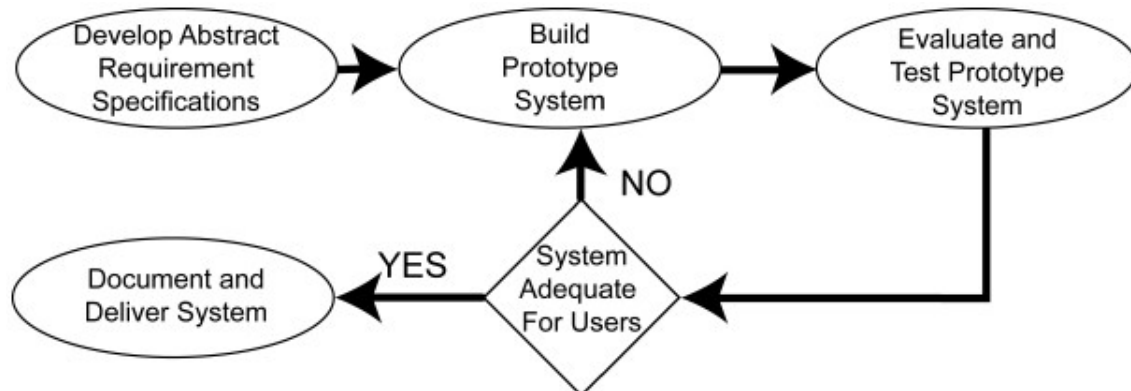 Develop Abstract
Requirement
Specifications
Build
Prototype
System
Evaluate and
Test Prototype
System
NO
System
Adequate
For Users
YES
Document and
Deliver System